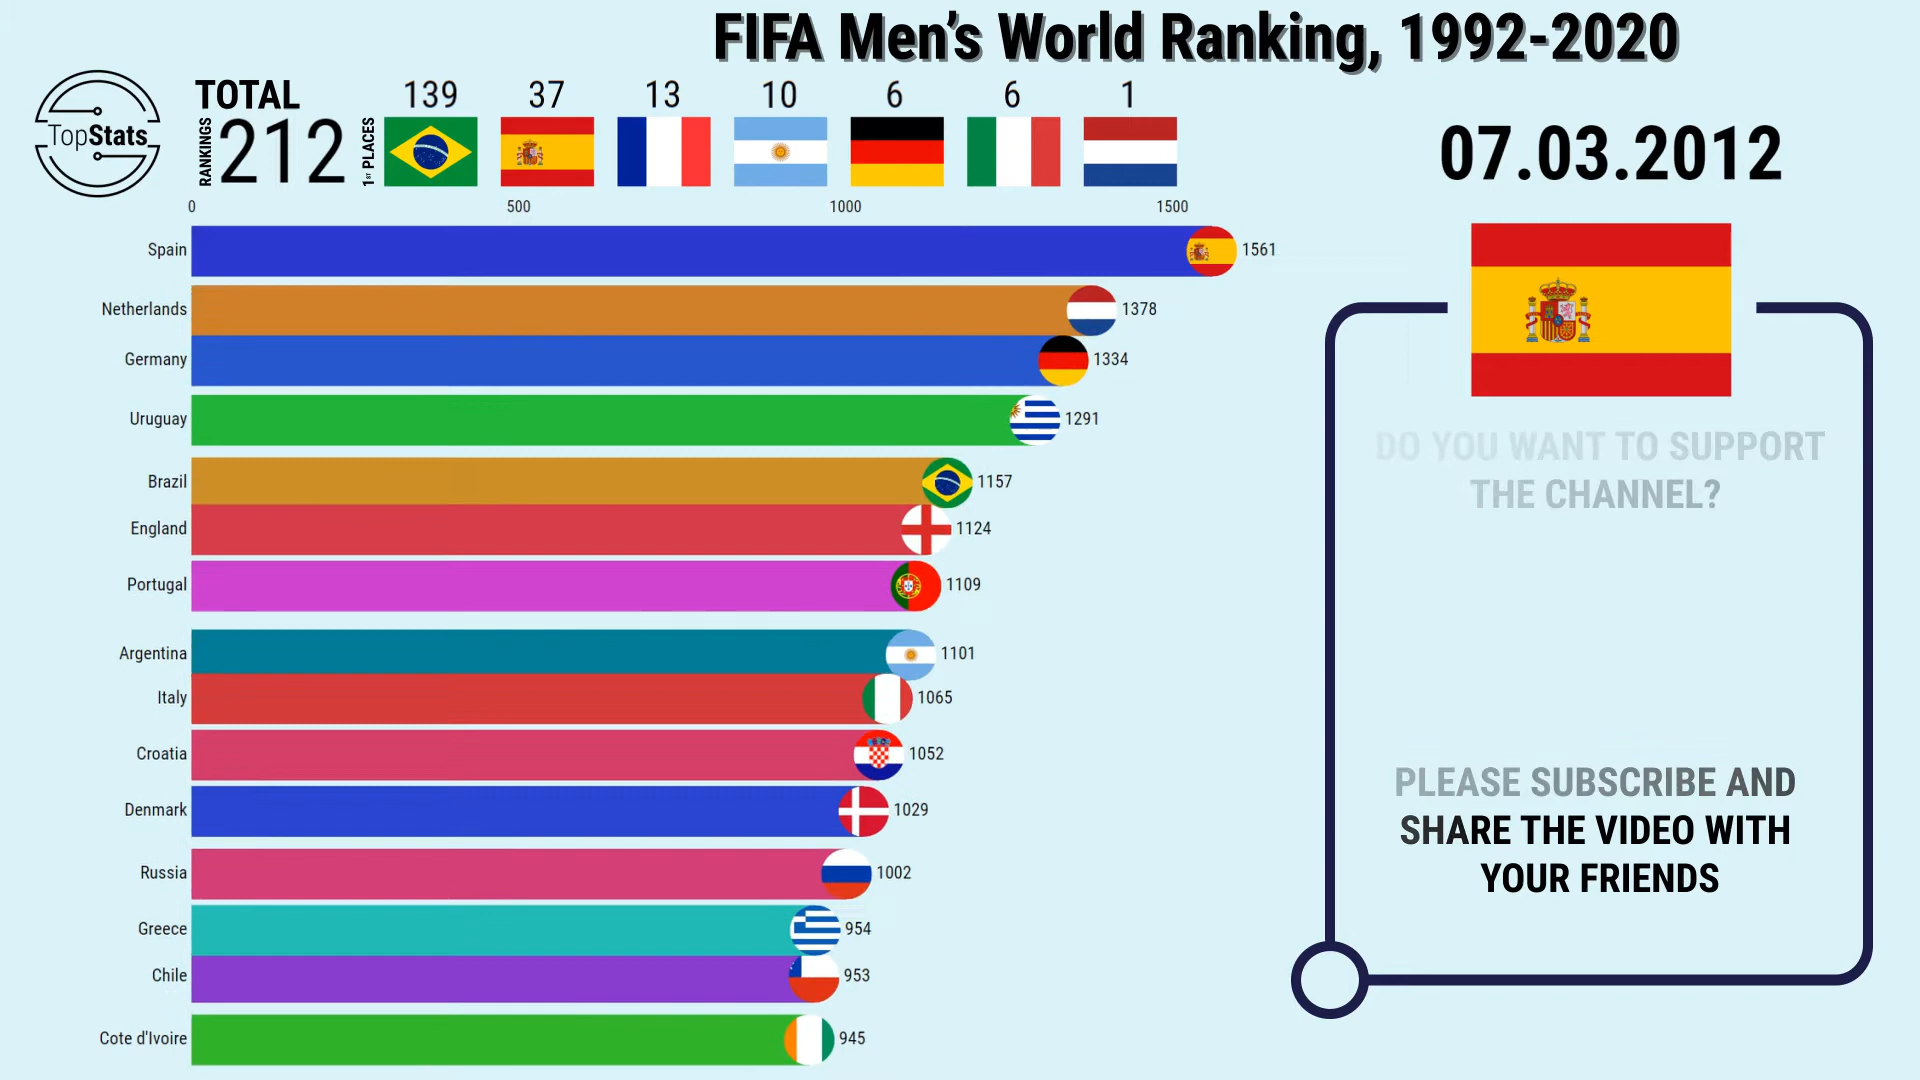 FIFA Men's World Ranking, 1992-2020
TopStats
TOTAL
RANKINGS
212
1ST PLACES
139 37 13 10 6 6 1
07.03.2012
0 500 1000 1500
Spain 1561
Netherlands 1378
Germany 1334
Uruguay 1291
Brazil 1157
England 1124
Portugal 1109
Argentina 1101
Italy 1065
Croatia 1052
Denmark 1029
Russia 1002
Greece 954
Chile 953
Cote d'Ivoire 945
DO YOU WANT TO SUPPORT
THE CHANNEL?
PLEASE SUBSCRIBE AND
SHARE THE VIDEO WITH
YOUR FRIENDS